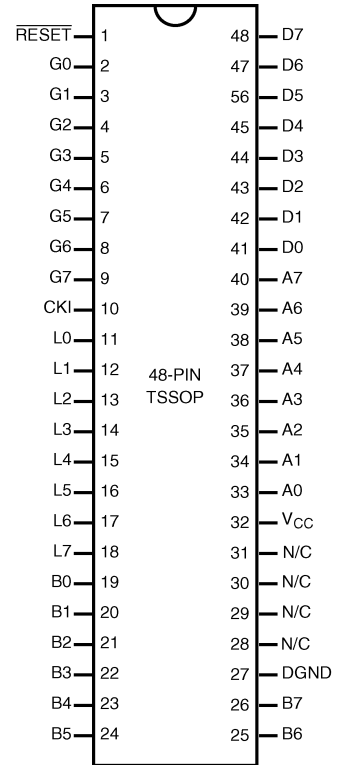 RESET 1 48 D7
G0 2 47 D6
G1 3 56 D5
G2 4 45 D4
G3 5 44 D3
G4 6 43 D2
G5 7 42 D1
G6 8 41 D0
G7 9 40 A7
CKI 10 39 A6
L0 11 38 A5
L1 12 37 A4
48-PIN
L2 13 36 A3
TSSOP
L3 14 35 A2
L4 15 34 A1
L5 16 33 A0
L6 17 32 VCC
L7 18 31 N/C
B0 19 30 N/C
B1 20 29 N/C
B2 21 28 N/C
B3 22 27 DGND
B4 23 26 B7
B5 24 25 B6